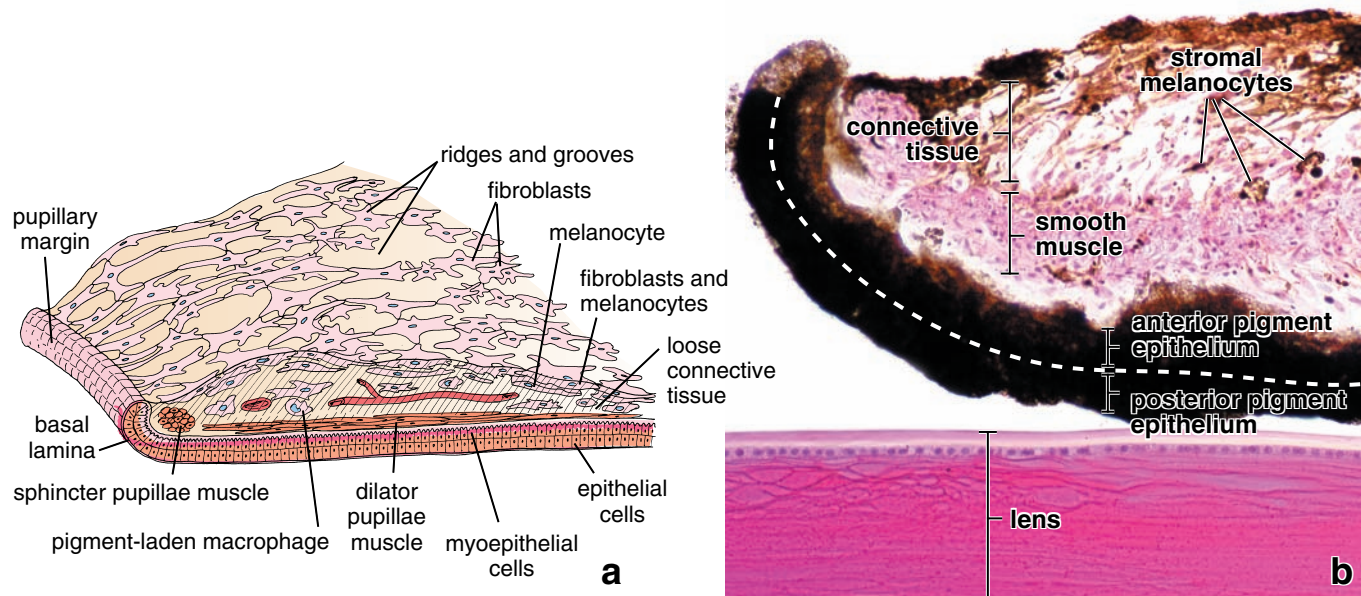 ridges and grooves
fibroblasts
pupillary
margin
melanocyte
fibroblasts and
melanocytes
loose
connective
tissue
basal
lamina
sphincter pupillae muscle
dilator
pupillae
muscle
epithelial
cells
pigment-laden macrophage
myoepithelial
cells
a
stromal
melanocytes
connective
tissue
smooth
muscle
anterior pigment
epithelium
posterior pigment
epithelium
lens
b